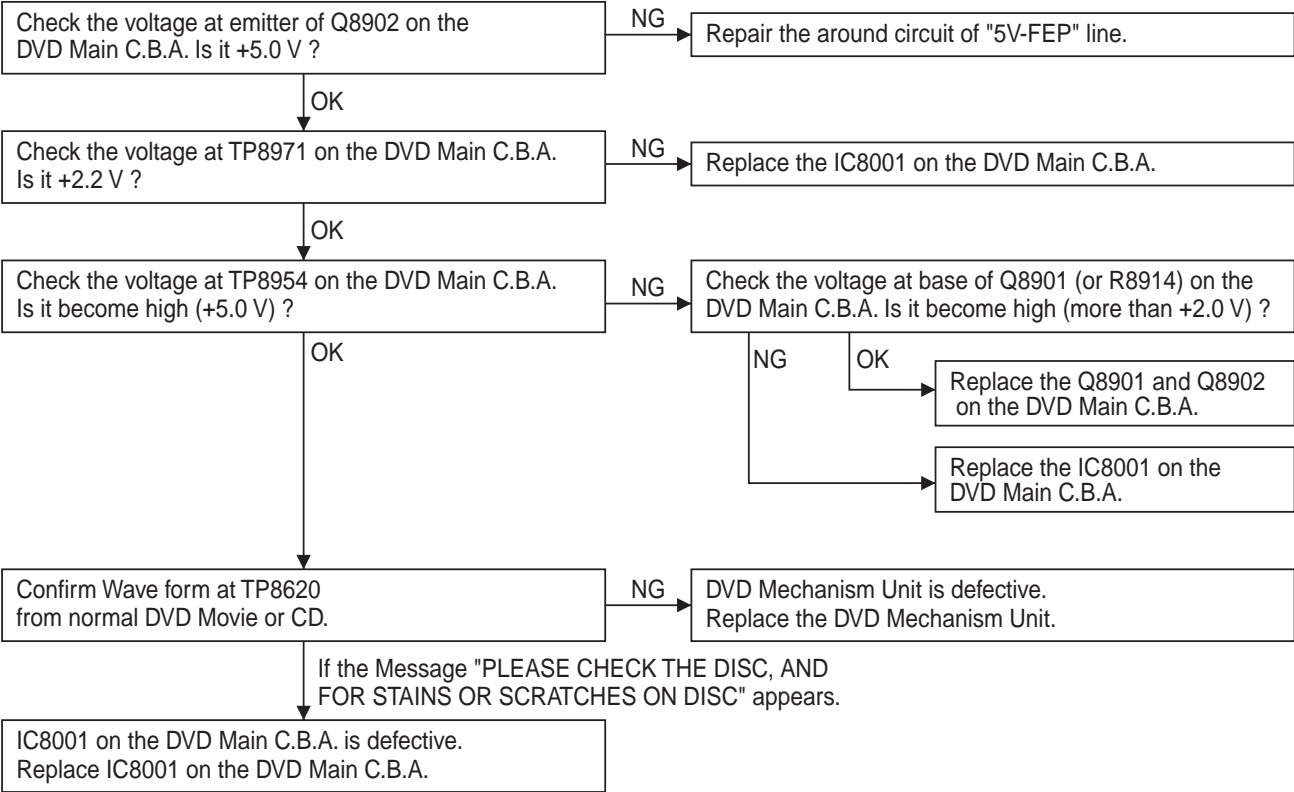 Check the voltage at emitter of Q8902 on the
DVD Main C.B.A. Is it +5.0 V ?
NG
Repair the around circuit of "5V-FEP" line.
OK
Check the voltage at TP8971 on the DVD Main C.B.A.
Is it +2.2 V ?
NG
Replace the IC8001 on the DVD Main C.B.A.
OK
Check the voltage at TP8954 on the DVD Main C.B.A.
Is it become high (+5.0 V) ?
NG
Check the voltage at base of Q8901 (or R8914) on the
DVD Main C.B.A. Is it become high (more than +2.0 V) ?
OK
NG
OK
Replace the Q8901 and Q8902
on the DVD Main C.B.A.
Replace the IC8001 on the
DVD Main C.B.A.
Confirm Wave form at TP8620
from normal DVD Movie or CD.
NG
DVD Mechanism Unit is defective.
Replace the DVD Mechanism Unit.
If the Message "PLEASE CHECK THE DISC, AND
FOR STAINS OR SCRATCHES ON DISC" appears.
IC8001 on the DVD Main C.B.A. is defective.
Replace IC8001 on the DVD Main C.B.A.